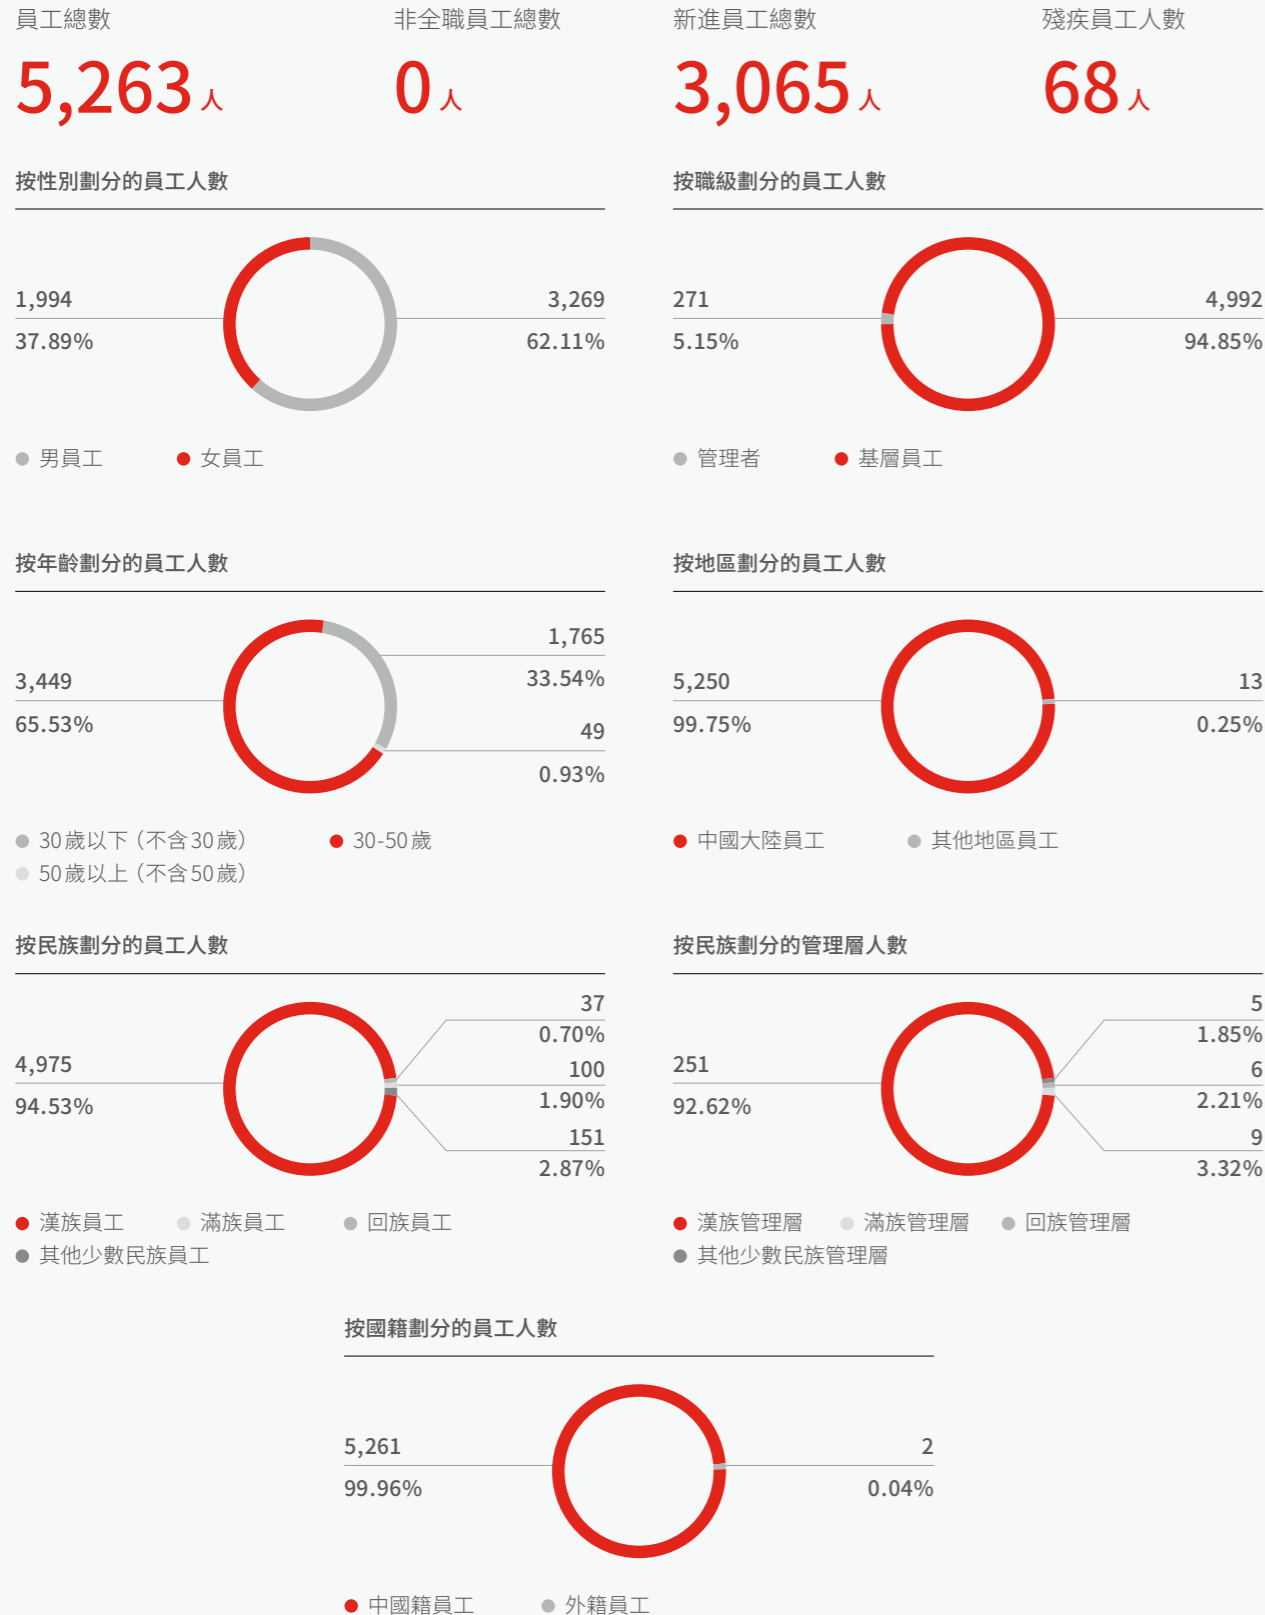 員工總數
5,263 人
非全職員工總數
0 人
新進員工總數
3,065 人
殘疾員工人數
68 人
按性別劃分的員工人數
1,994
37.89%
3,269
62.11%
男員工
女員工
按職級劃分的員工人數
271
5.15%
4,992
94.85%
管理者
基層員工
按年齡劃分的員工人數
3,449
65.53%
1,765
33.54%
49
0.93%
30歲以下（不含30歲）
30-50歲
50歲以上（不含50歲）
按地區劃分的員工人數
5,250
99.75%
13
0.25%
中國大陸員工
其他地區員工
按民族劃分的員工人數
4,975
94.53%
37
0.70%
100
1.90%
151
2.87%
漢族員工
滿族員工
回族員工
其他少數民族員工
按民族劃分的管理層人數
251
92.62%
5
1.85%
6
2.21%
9
3.32%
漢族管理層
滿族管理層
回族管理層
其他少數民族管理層
按國籍劃分的員工人數
5,261
99.96%
2
0.04%
中國籍員工
外籍員工